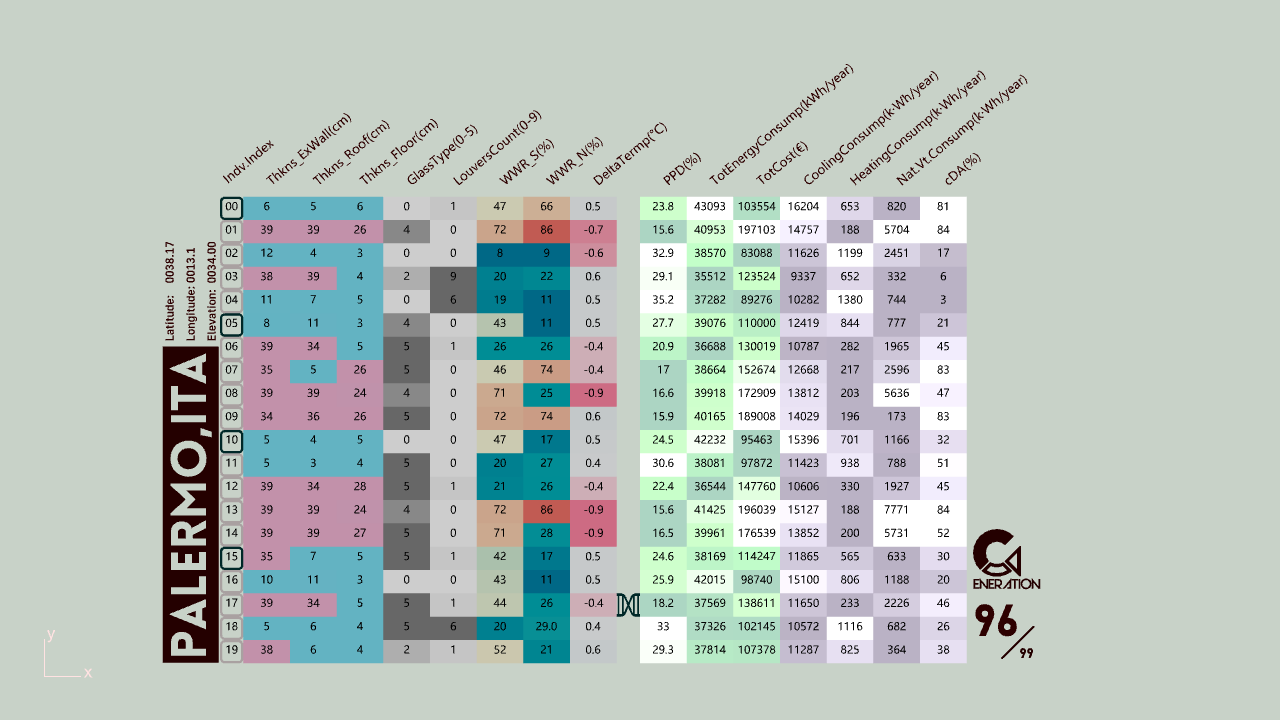 Indv.Index Thkns_ExWall(cm) Thkns_Roof(cm) Thkns_Floor(cm) GlassType(0-5) LouversCount(0-9) WWR_S(%) WWR_N(%) DeltaTermp(°C) PPD(%) TotEnergyConsump(kWh/year) TotCost(€) CoolingConsump(k·Wh/year) HeatingConsump(k·Wh/year) Nat.Vt.Consump(k·Wh/year) cDA(%)
00 6 5 6 0 1 47 66 0.5 23.8 43093 103554 16204 653 820 81
01 39 39 26 4 0 72 86 -0.7 15.6 40953 197103 14757 188 5704 84
02 12 4 3 0 0 8 9 -0.6 32.9 38570 83088 11626 1199 2451 17
03 38 39 4 2 9 20 22 0.6 29.1 35512 123524 9337 652 332 6
04 11 7 5 0 6 19 11 0.5 35.2 37282 89276 10282 1380 744 3
05 8 11 3 4 0 43 11 0.5 27.7 39076 110000 12419 844 777 21
06 39 34 5 5 1 26 26 -0.4 20.9 36688 130019 10787 282 1965 45
07 35 5 26 5 0 46 74 -0.4 17 38664 152674 12668 217 2596 83
08 39 39 24 4 0 71 25 -0.9 16.6 39918 172909 13812 203 5636 47
09 34 36 26 5 0 72 74 0.6 15.9 40165 189008 14029 196 173 83
10 5 4 5 0 0 47 17 0.5 24.5 42232 95463 15396 701 1166 32
11 5 3 4 5 0 20 27 0.4 30.6 38081 97872 11423 938 788 51
12 39 34 28 5 1 21 26 -0.4 22.4 36544 147760 10606 330 1927 45
13 39 39 24 4 0 72 86 -0.9 15.6 41425 196039 15127 188 7771 84
14 39 39 27 5 0 71 28 -0.9 16.5 39961 176539 13852 200 5731 52
15 35 7 5 5 1 42 17 0.5 24.6 38169 114247 11865 565 633 30
16 10 11 3 0 0 43 11 0.5 25.9 42015 98740 15100 806 1188 20
17 39 34 5 5 1 44 26 -0.4 18.2 37569 138611 11650 233 2226 46
18 5 6 4 5 6 20 29.0 0.4 33 37326 102145 10572 1116 682 26
19 38 6 4 2 1 52 21 0.6 29.3 37814 107378 11287 825 364 38
Latitude: 0038.17
Longitude: 0013.1
Elevation: 0034.00
PALERMO,ITA
ENERATION
96/99
y
x